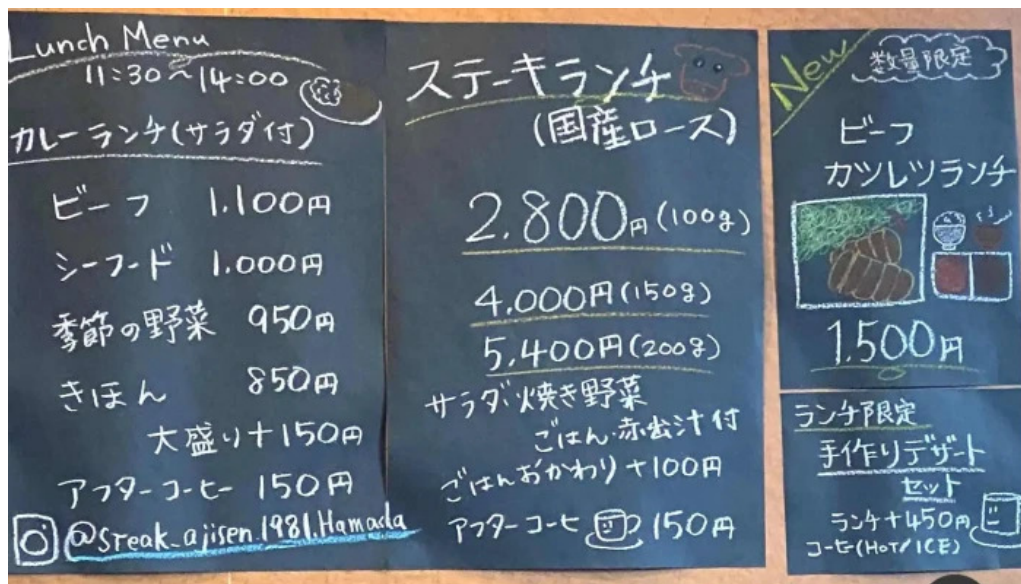 Lunch Menu
11:30~14:00
カレーランチ(サラダ付)
ビーフ 1.100円
シーフード 1.000円
季節の野菜 950円
きほん 850円
大盛り+150円
アフターコーヒー 150円
@sreak_ajisen.1981.Hamada
ステーキランチ
(国産ロース)
2.800円(100g)
4.000円(150g)
5.400円(200g)
サラダ・焼き野菜
ごはん・赤出汁付
ごはんおかわり+100円
アフターコーヒ 150円
New 数量限定
ビーフ
カツレツランチ
1.500円
ランチ限定
手作りデザート
セット
ランチ+450円
コーヒー(HOT/ICE)